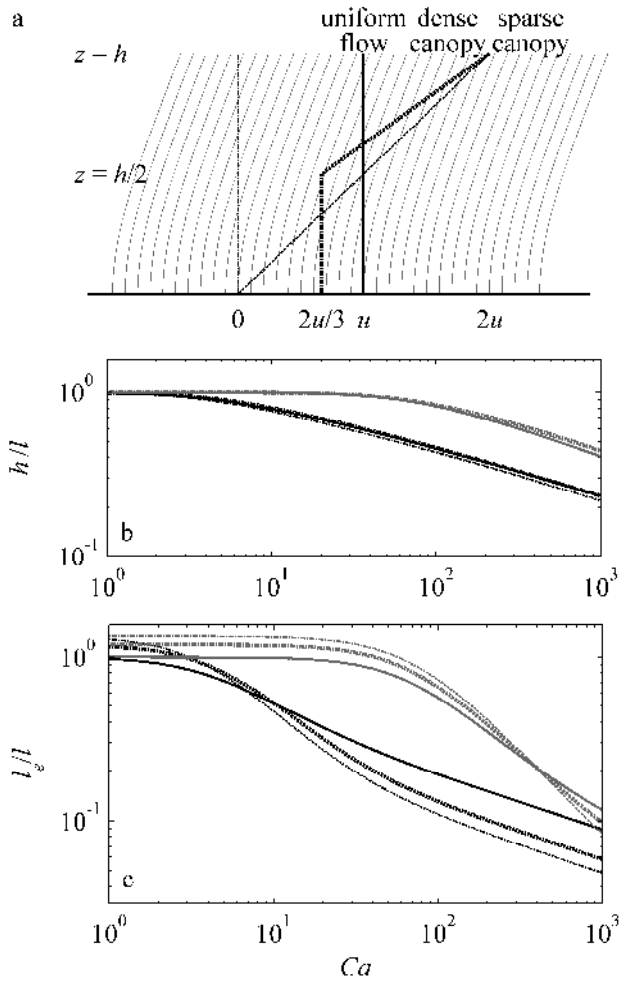 a
uniform dense sparse
flow canopy canopy
z – h
z = h/2
0 2u/3 u 2u
10^0
h/l
10^-1
b
10^0 10^1 10^2 10^3
10^0
l_e/l
10^-1
c
10^0 10^1 10^2 10^3
Ca